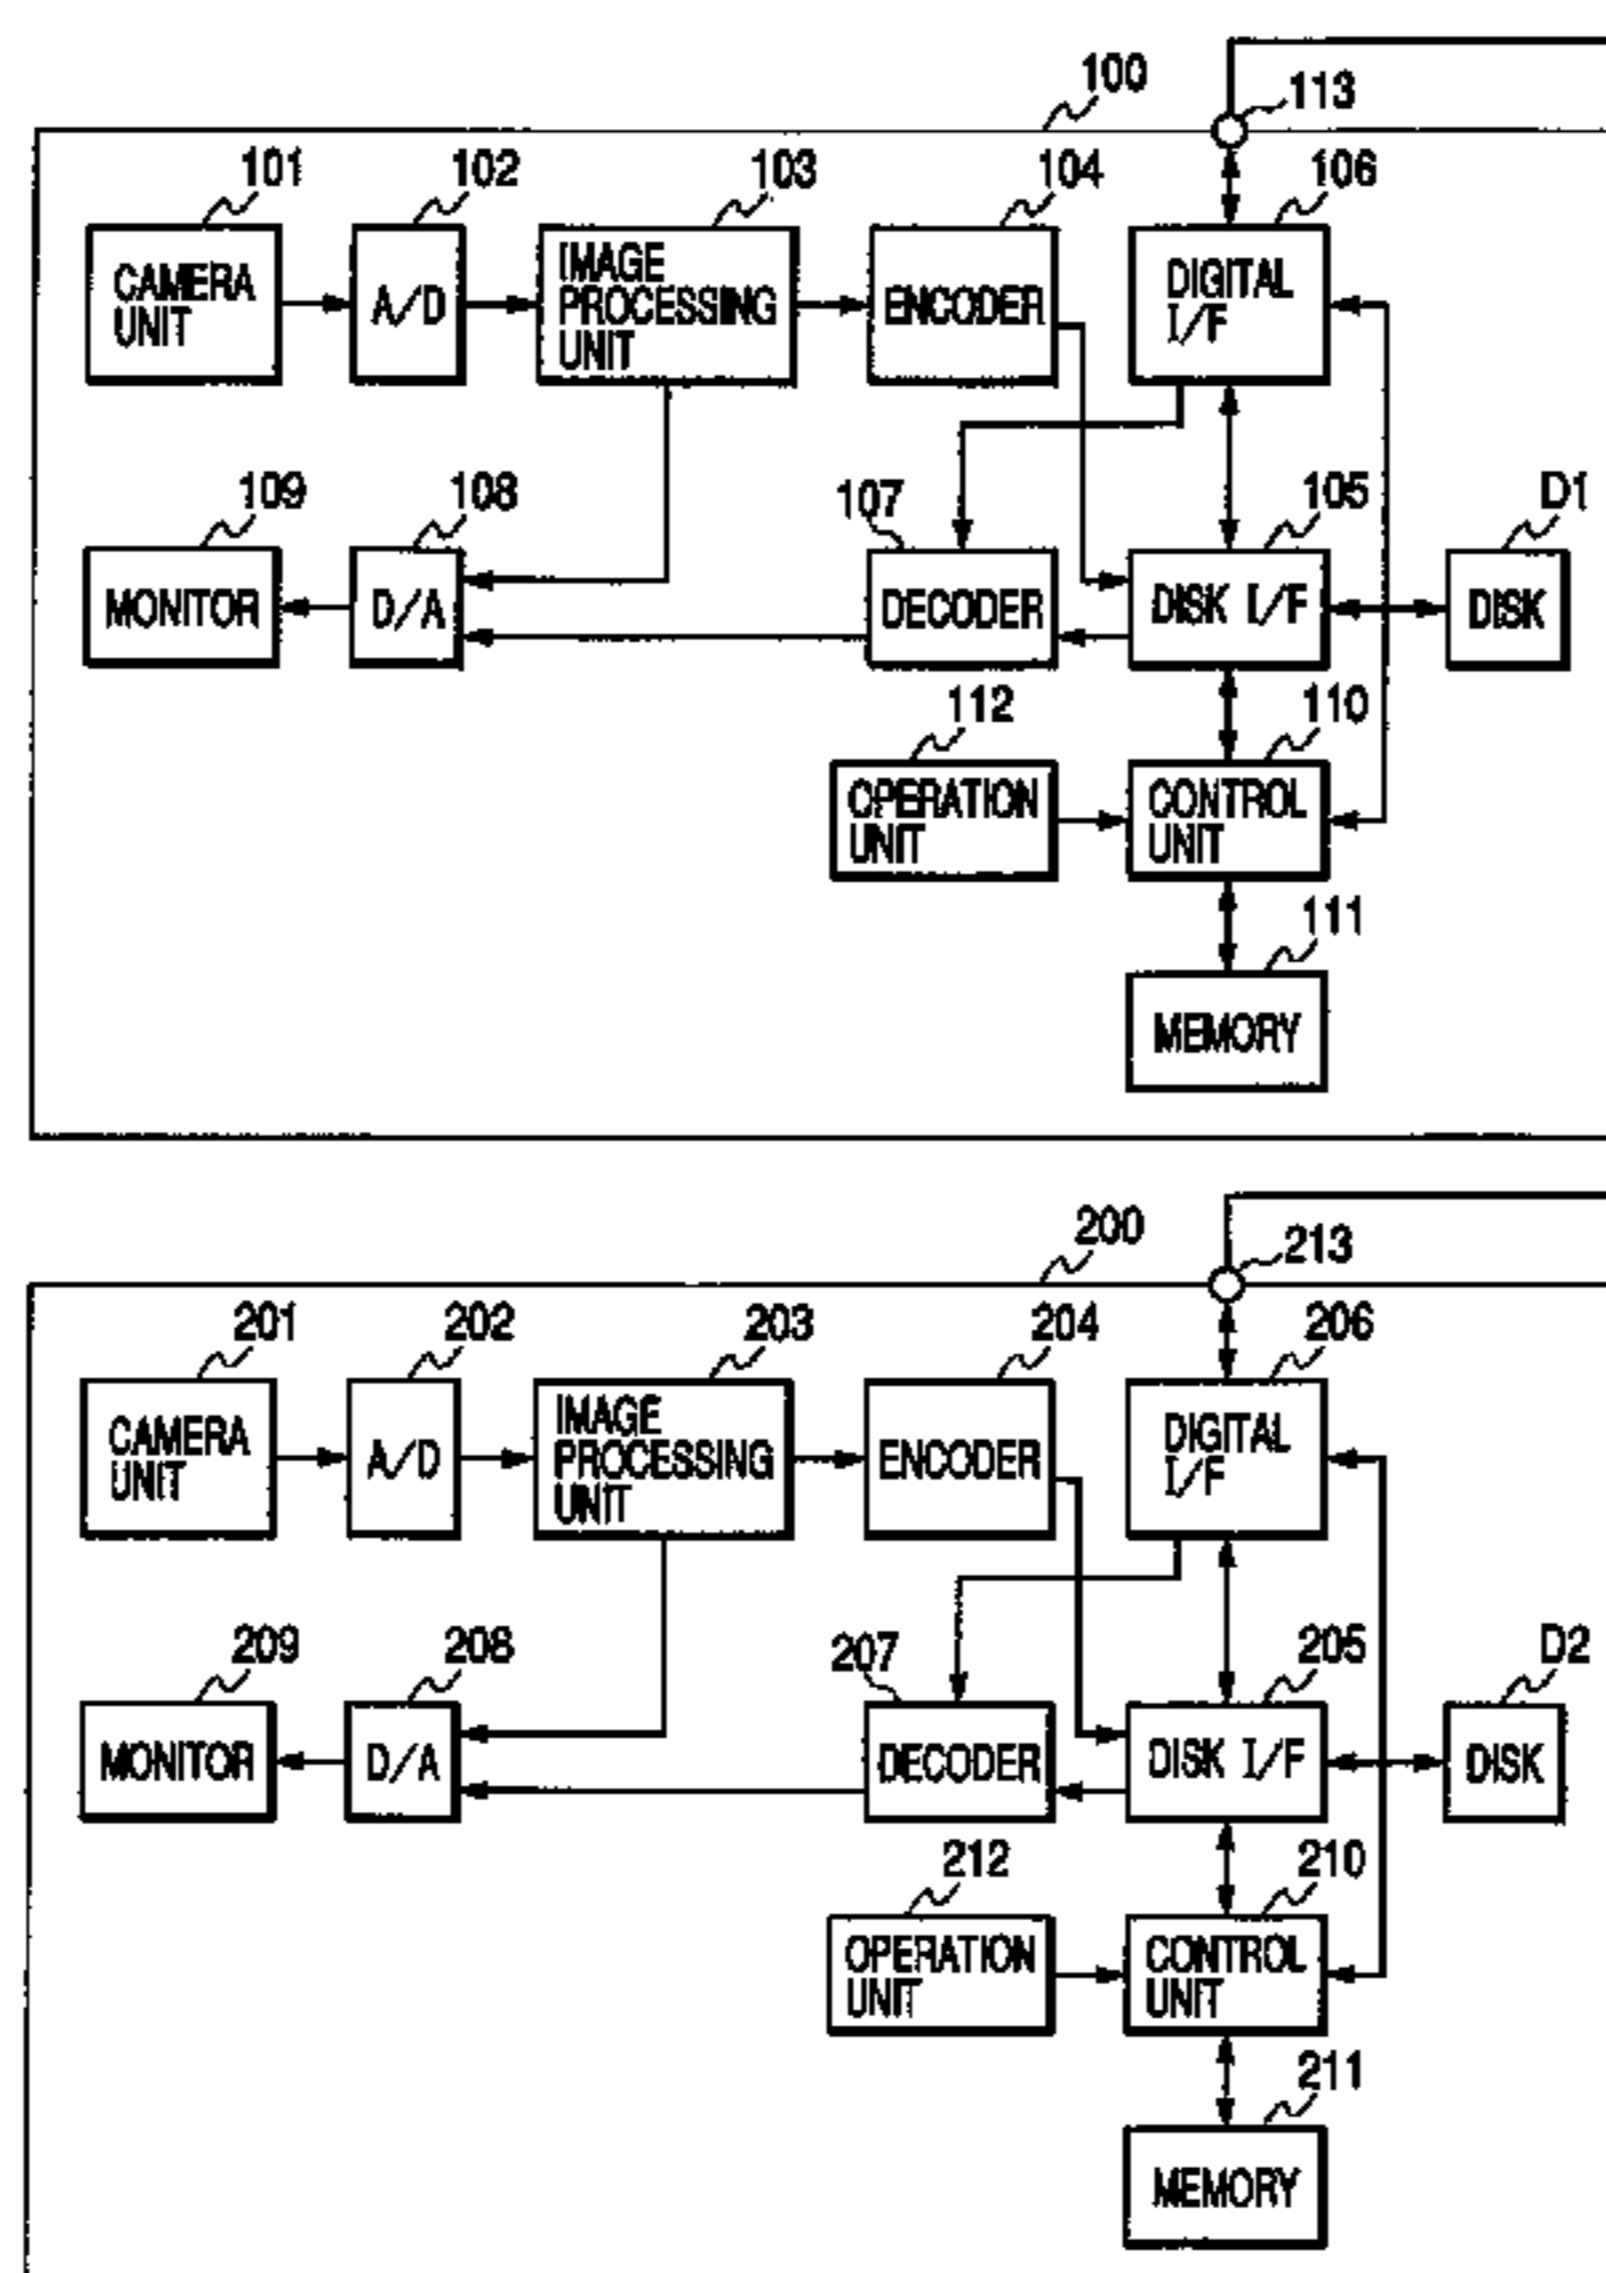 100
113
101
102
103
104
106
CAMERA
UNIT
A/D
IMAGE
PROCESSING
UNIT
ENCODER
DIGITAL
I/F
109
108
107
105
D1
MONITOR
D/A
DECODER
DISK I/F
DISK
112
110
OPERATION
UNIT
CONTROL
UNIT
111
MEMORY
200
213
201
202
203
204
206
CAMERA
UNIT
A/D
IMAGE
PROCESSING
UNIT
ENCODER
DIGITAL
I/F
209
208
207
205
D2
MONITOR
D/A
DECODER
DISK I/F
DISK
212
210
OPERATION
UNIT
CONTROL
UNIT
211
MEMORY